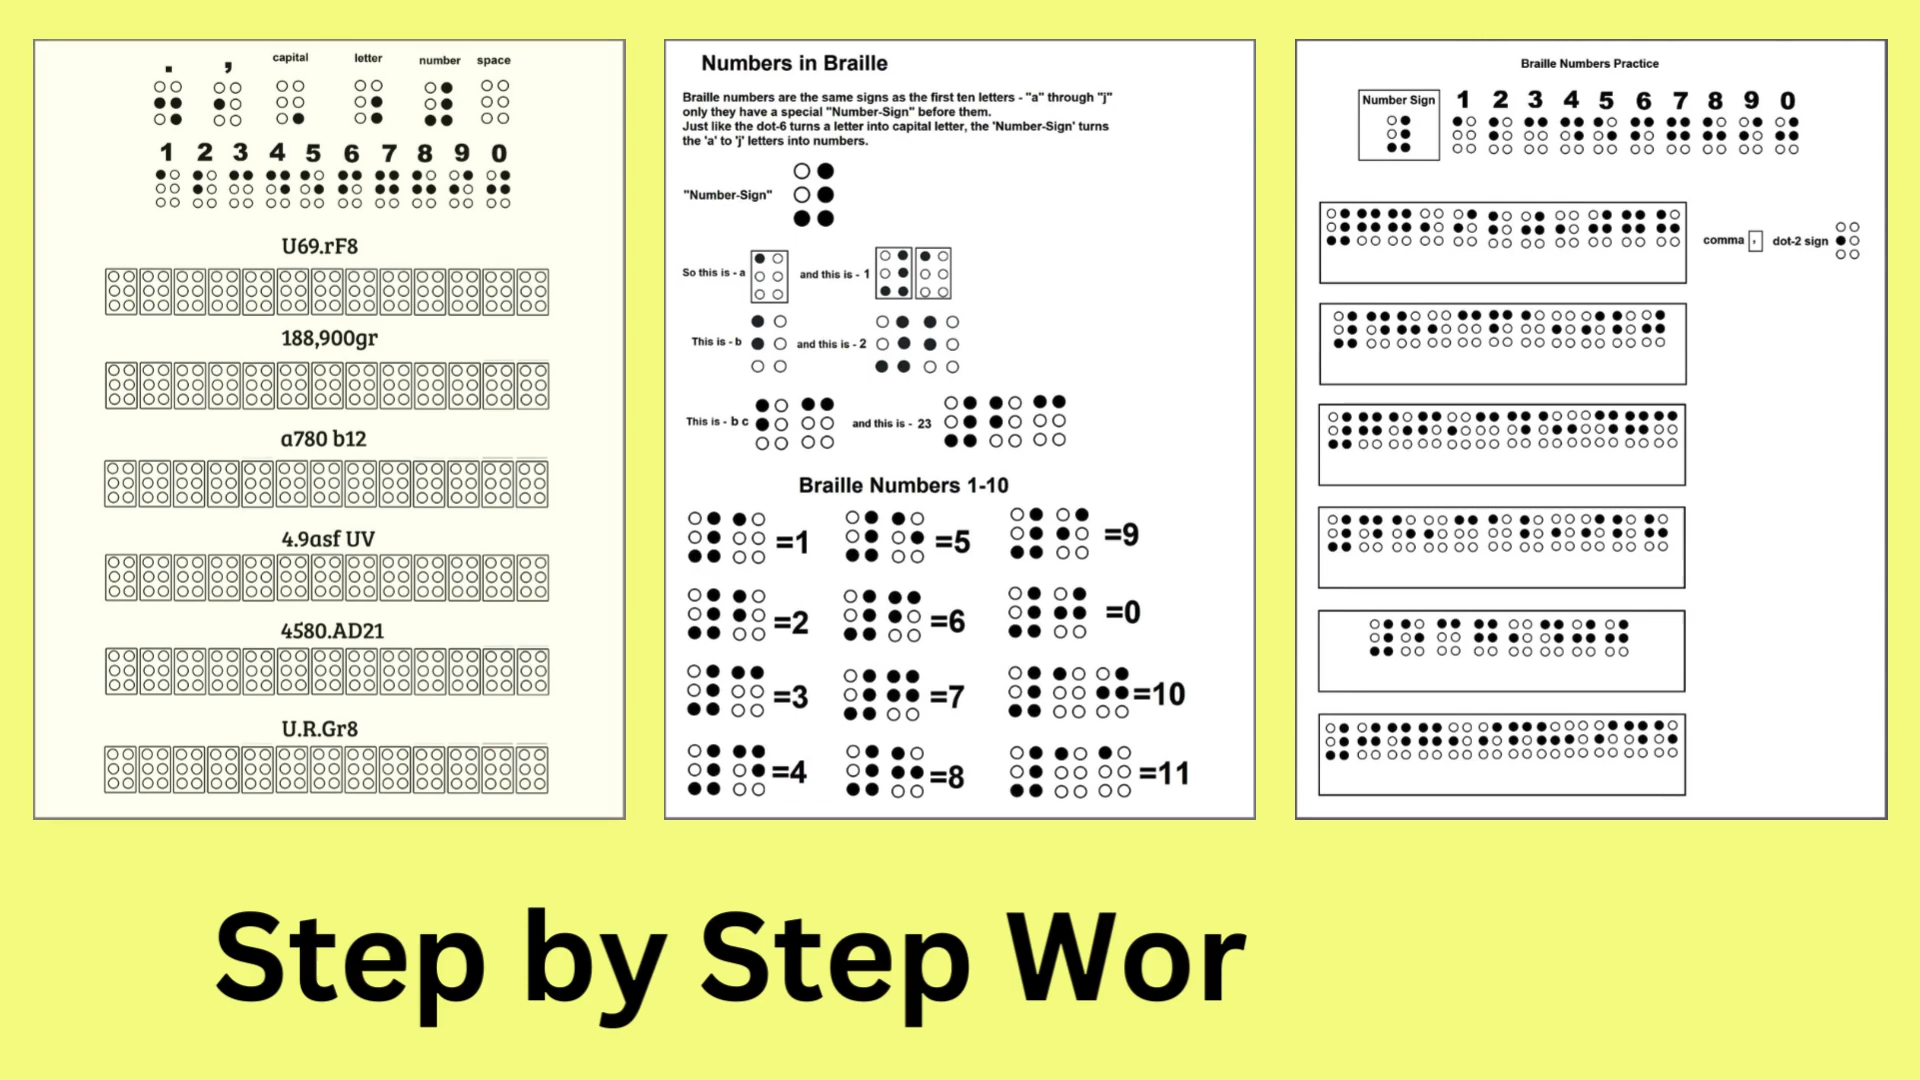 . , capital letter number space
1 2 3 4 5 6 7 8 9 0
U69.rF8
188,900gr
a780 b12
4.9asf UV
4580.AD21
U.R.Gr8
Numbers in Braille
Braille numbers are the same signs as the first ten letters - "a" through "j"
only they have a special "Number-Sign" before them.
Just like the dot-6 turns a letter into capital letter, the 'Number-Sign' turns
the 'a' to 'j' letters into numbers.
"Number-Sign"
So this is - a and this is - 1
This is - b and this is - 2
This is - b c and this is - 23
Braille Numbers 1-10
=1 =5 =9
=2 =6 =0
=3 =7 =10
=4 =8 =11
Braille Numbers Practice
Number Sign 1 2 3 4 5 6 7 8 9 0
comma , dot-2 sign
Step by Step Wor